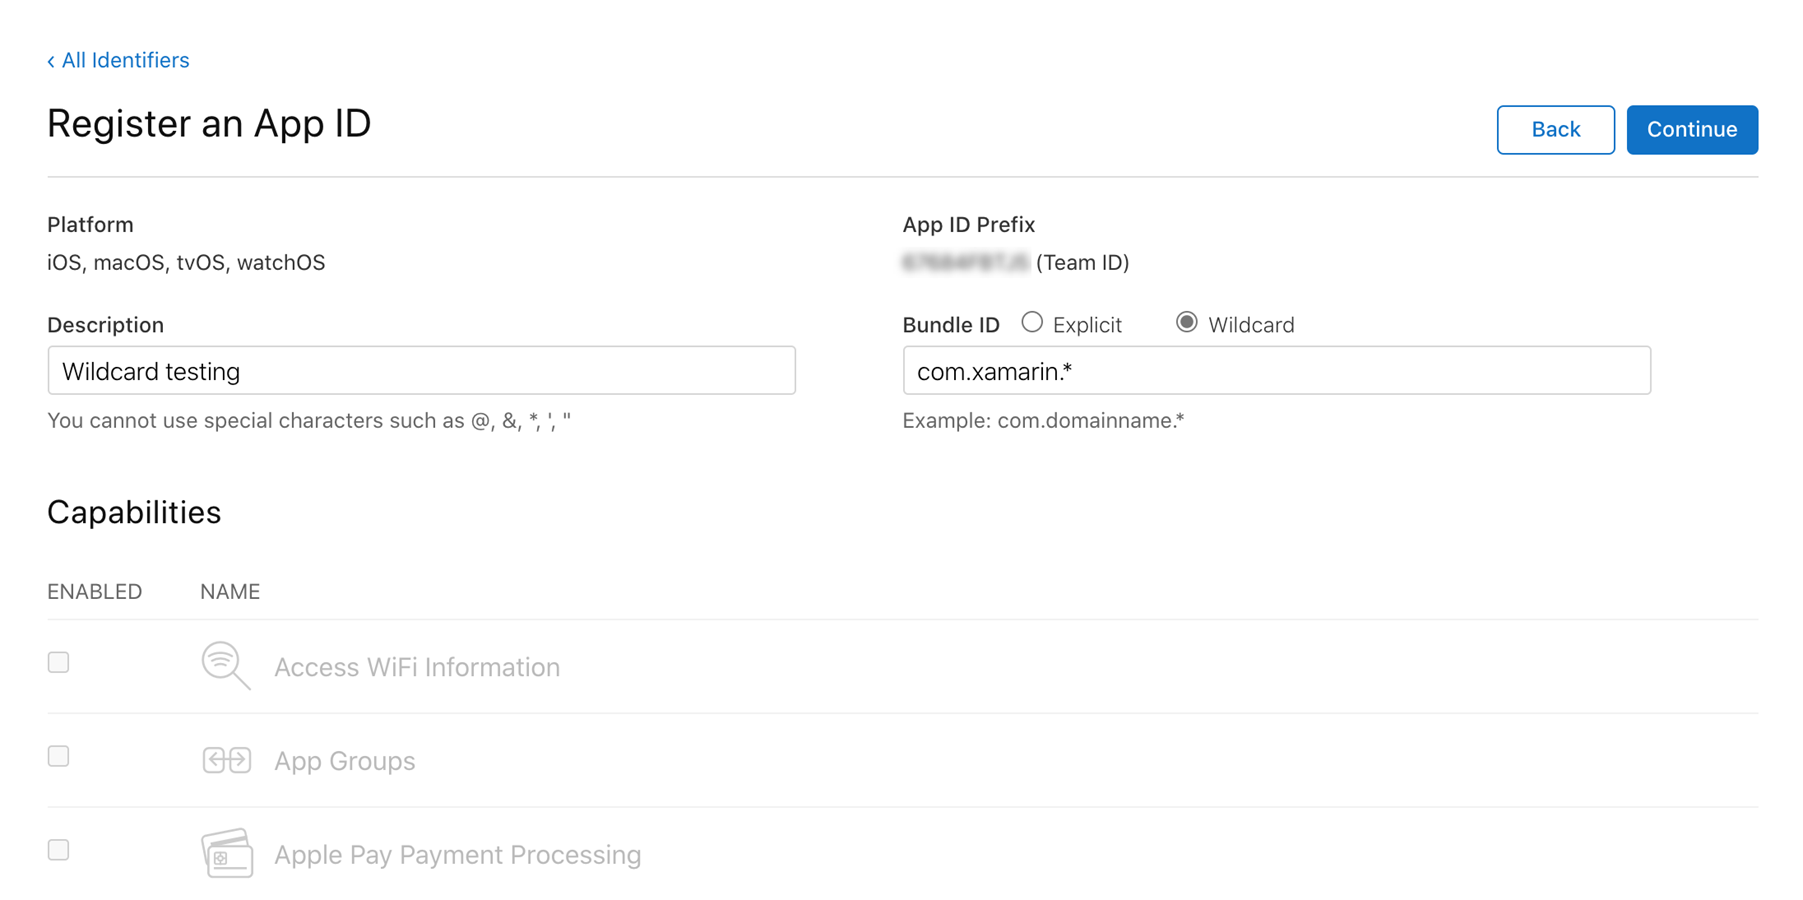 ‹ All Identifiers
Register an App ID
Back
Continue
Platform
iOS, macOS, tvOS, watchOS
App ID Prefix
(Team ID)
Description
Wildcard testing
You cannot use special characters such as @, &, *, ', "
Bundle ID Explicit Wildcard
com.xamarin.*
Example: com.domainname.*
Capabilities
ENABLED NAME
Access WiFi Information
App Groups
Apple Pay Payment Processing